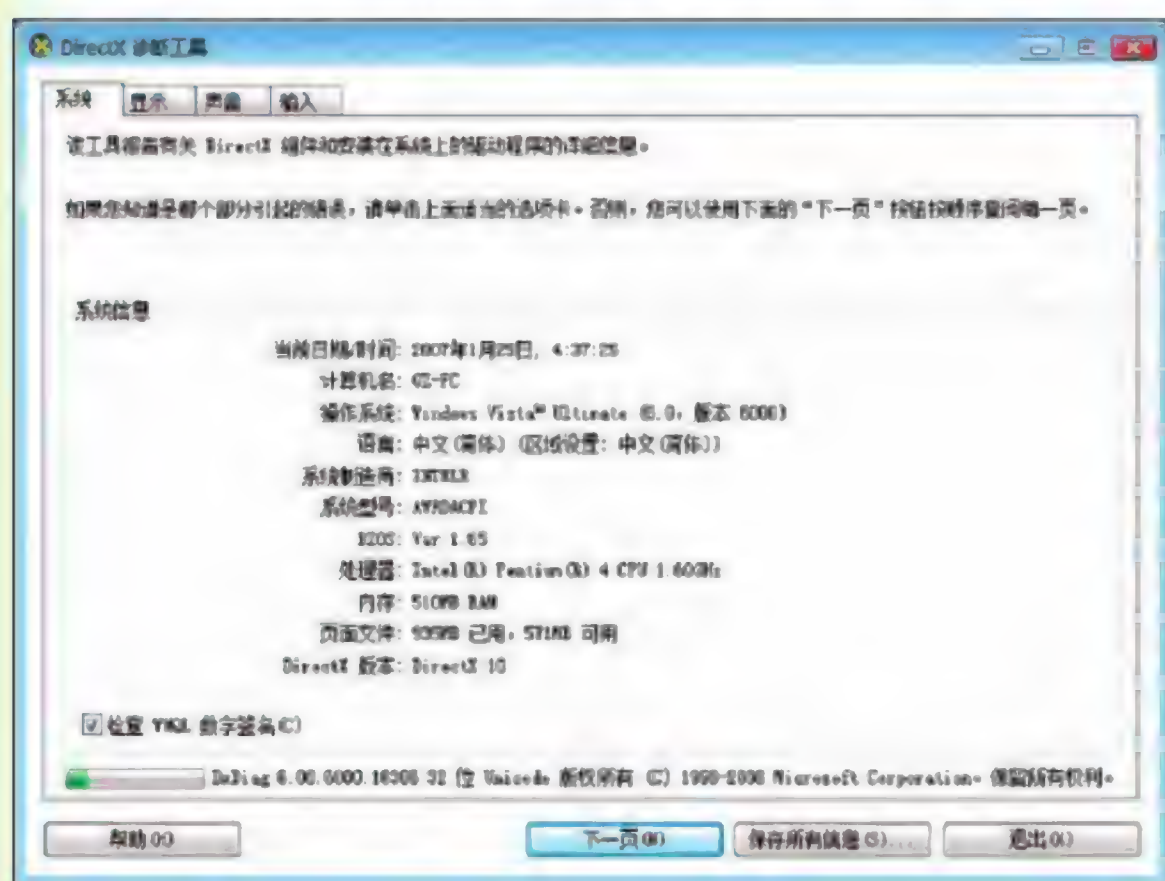 DirectX 诊断工具
系统 显示 声音 输入
该工具报告有关 DirectX 组件和安装在系统上的驱动程序的详细信息。
如果您知道是哪个部分引起的错误，请单击上面适当的选项卡。否则，您可以使用下面的“下一页”按钮按顺序查阅每一页。
系统信息
当前日期/时间: 2007年1月25日, 4:37:25
计算机名: -PC
操作系统: Windows Vista™ Ultimate (6.0, 版本 6000)
语言: 中文(简体) (区域设置: 中文(简体))
系统制造商:
系统型号: AWRDACPI
BIOS: Ver 1.65
处理器: Intel(R) Pentium(R) 4 CPU 1.60GHz
内存: 510MB RAM
页面文件: 已用, 可用
DirectX 版本: DirectX 10
检查 WHQL 数字签名(C)
DxDiag 6.00.6000. 32 位 Unicode 版权所有 (C) Microsoft Corporation。保留所有权利。
帮助(H) 下一页(N) 保存所有信息(S)... 退出(X)